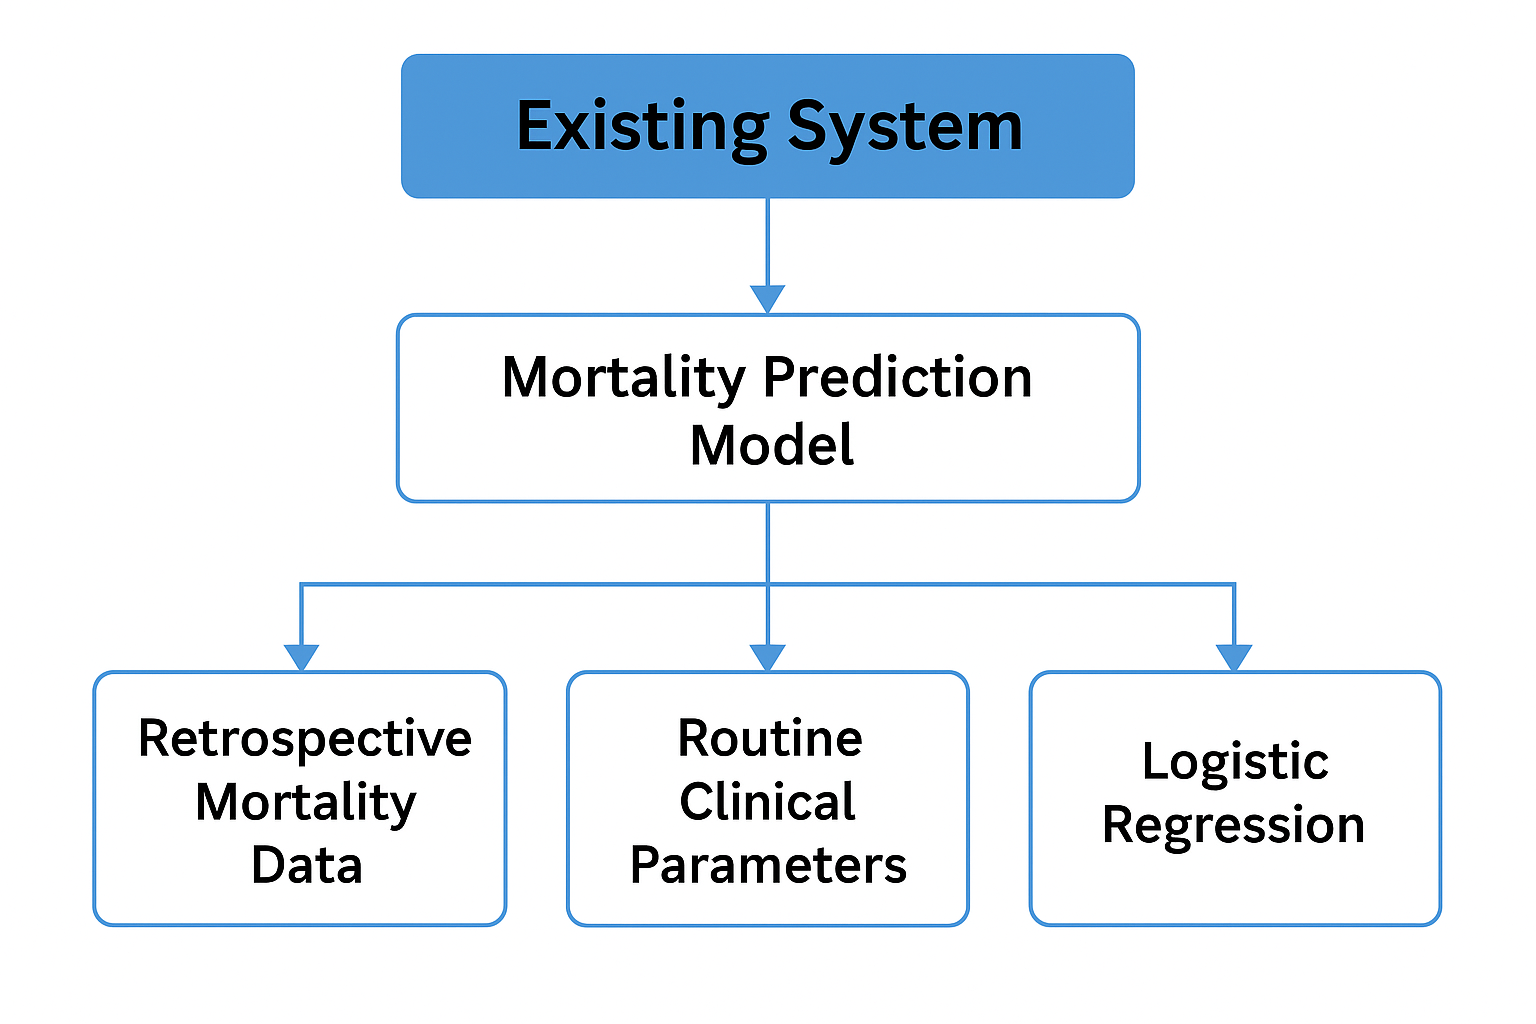 Existing System
Mortality Prediction
Model
Retrospective
Mortality
Data
Routine
Clinical
Parameters
Logistic
Regression